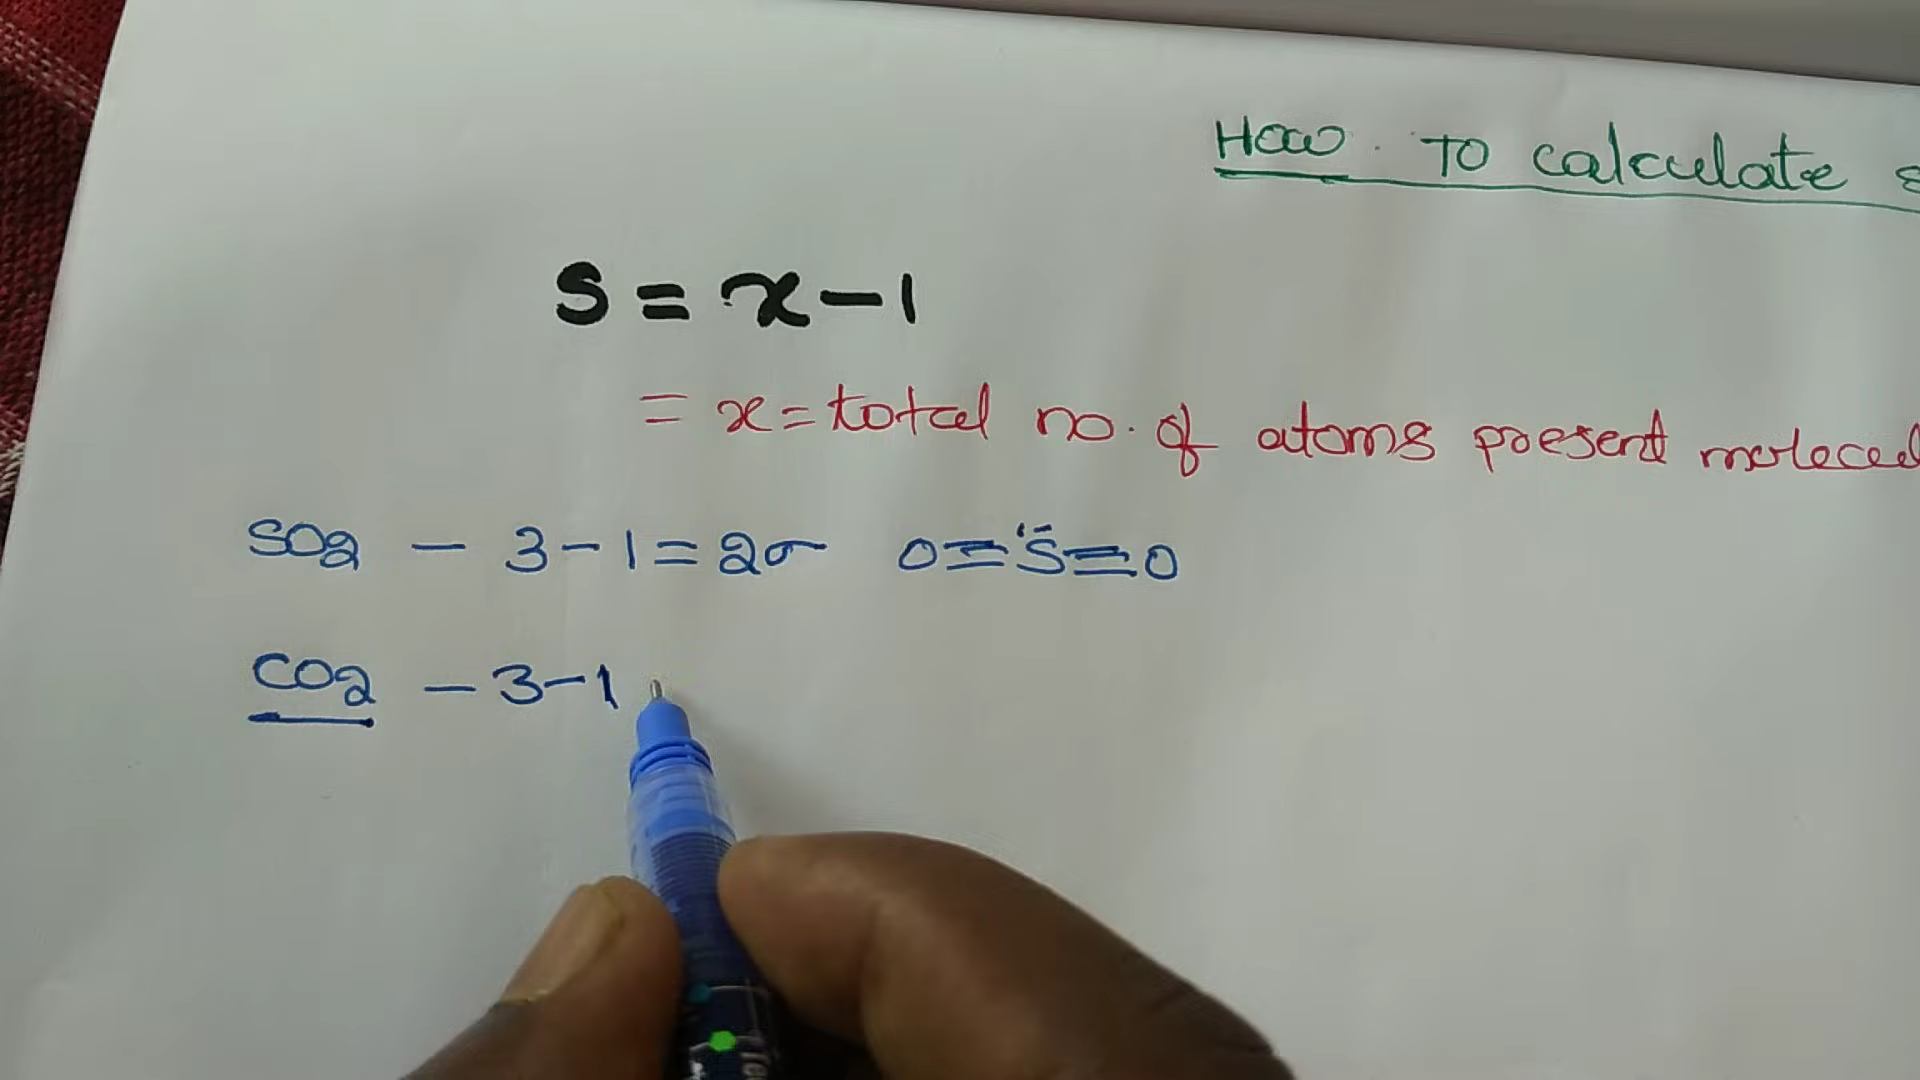 How To calculate
S = x - 1
= x = total no. of atoms present
SO2 - 3 - 1 = 2σ O=S=O
CO2 - 3 - 1